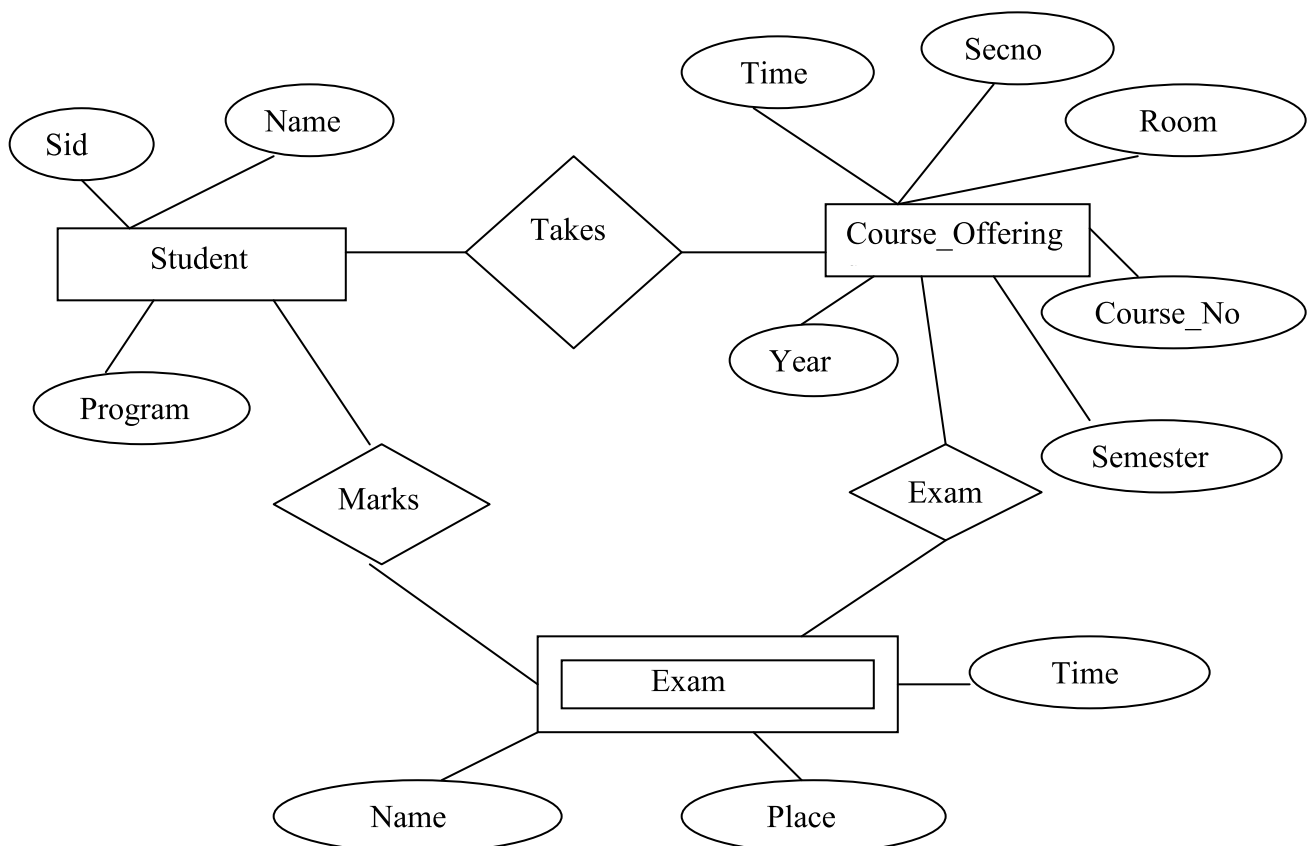 Secno
Time
Room
Name
Sid
Takes
Course_Offering
Student
Course_No
Year
Program
Semester
Marks
Exam
Exam
Time
Name
Place